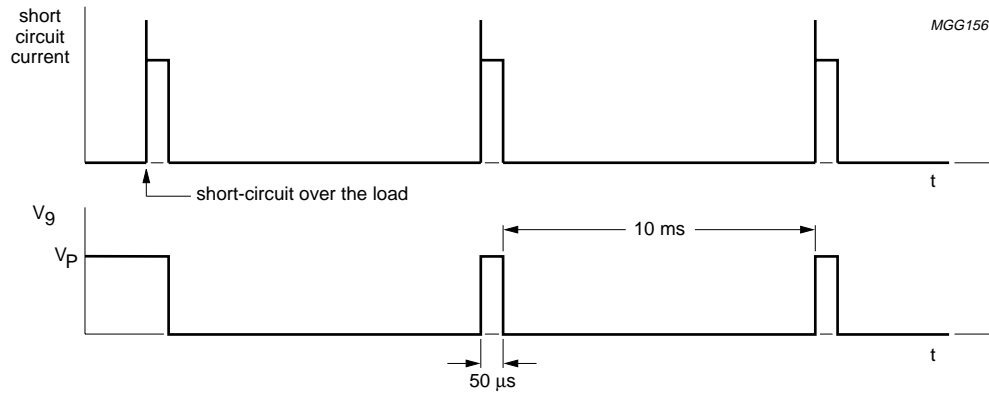 short
circuit
current
MGG156
t
short-circuit over the load
V9
VP
10 ms
t
50 µs